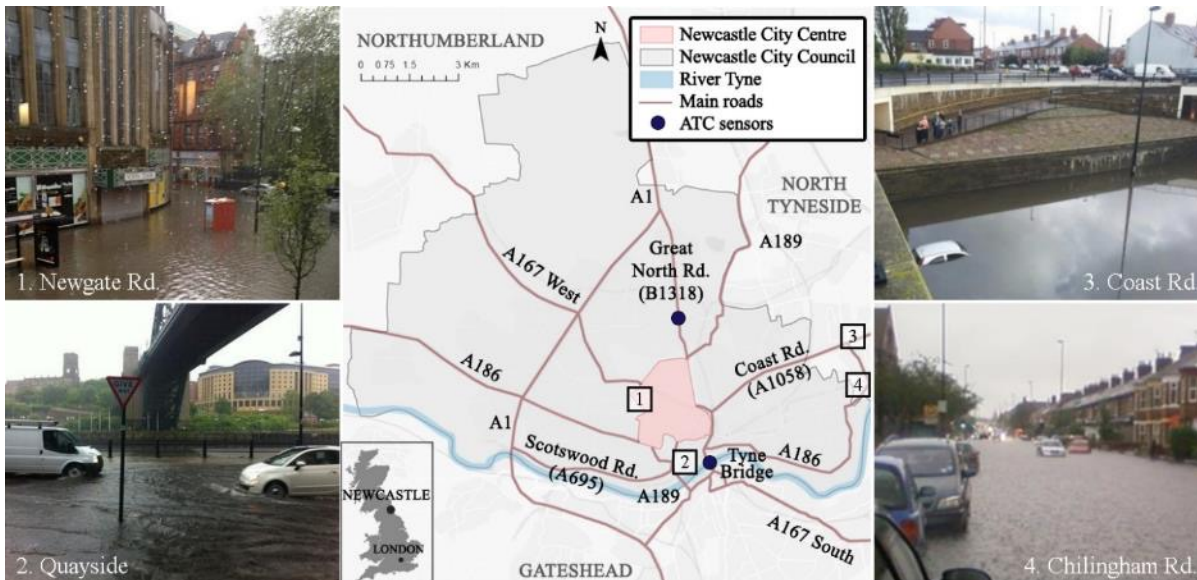 1. Newgate Rd.
2. Quayside
NORTHUMBERLAND
0 0.75 1.5 3 Km
N
Newcastle City Centre
Newcastle City Council
River Tyne
Main roads
ATC sensors
NORTH
TYNESIDE
A1
A189
Great
North Rd.
(B1318)
A167 West
A186
Coast Rd.
(A1058)
3
4
1
A1
Scotswood Rd.
(A695)
2
Tyne
Bridge
A186
A189
A167 South
NEWCASTLE
LONDON
GATESHEAD
3. Coast Rd.
4. Chilingham Rd.